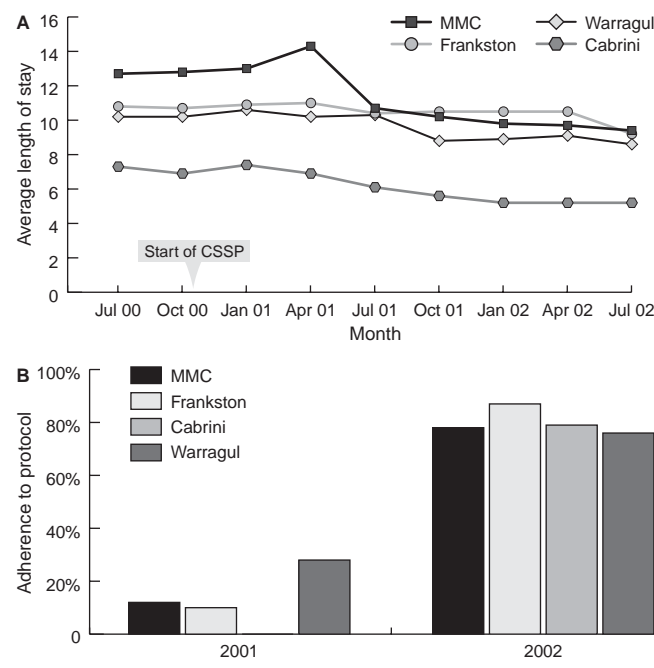 A
Average length of stay
16
14
12
10
8
6
4
2
0
MMC
Frankston
Warragul
Cabrini
Start of CSSP
Jul 00 Oct 00 Jan 01 Apr 01 Jul 01 Oct 01 Jan 02 Apr 02 Jul 02
Month
B
Adherence to protocol
100%
80%
60%
40%
20%
0
MMC
Frankston
Cabrini
Warragul
2001 2002